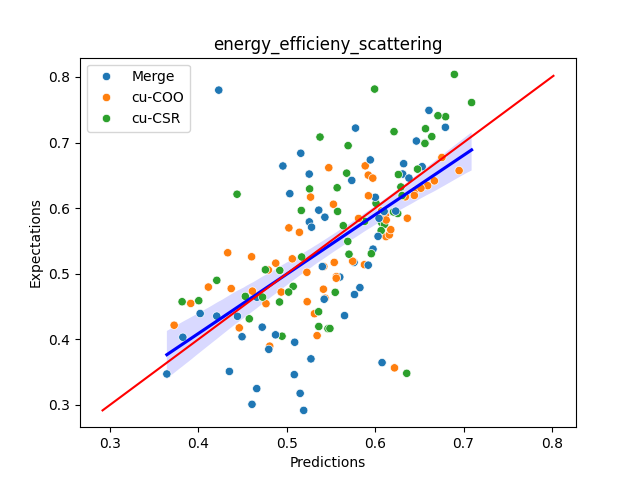 energy_efficieny_scattering
Merge
cu-COO
cu-CSR
Expectations
0.8
0.7
0.6
0.5
0.4
0.3
0.3 0.4 0.5 0.6 0.7 0.8
Predictions